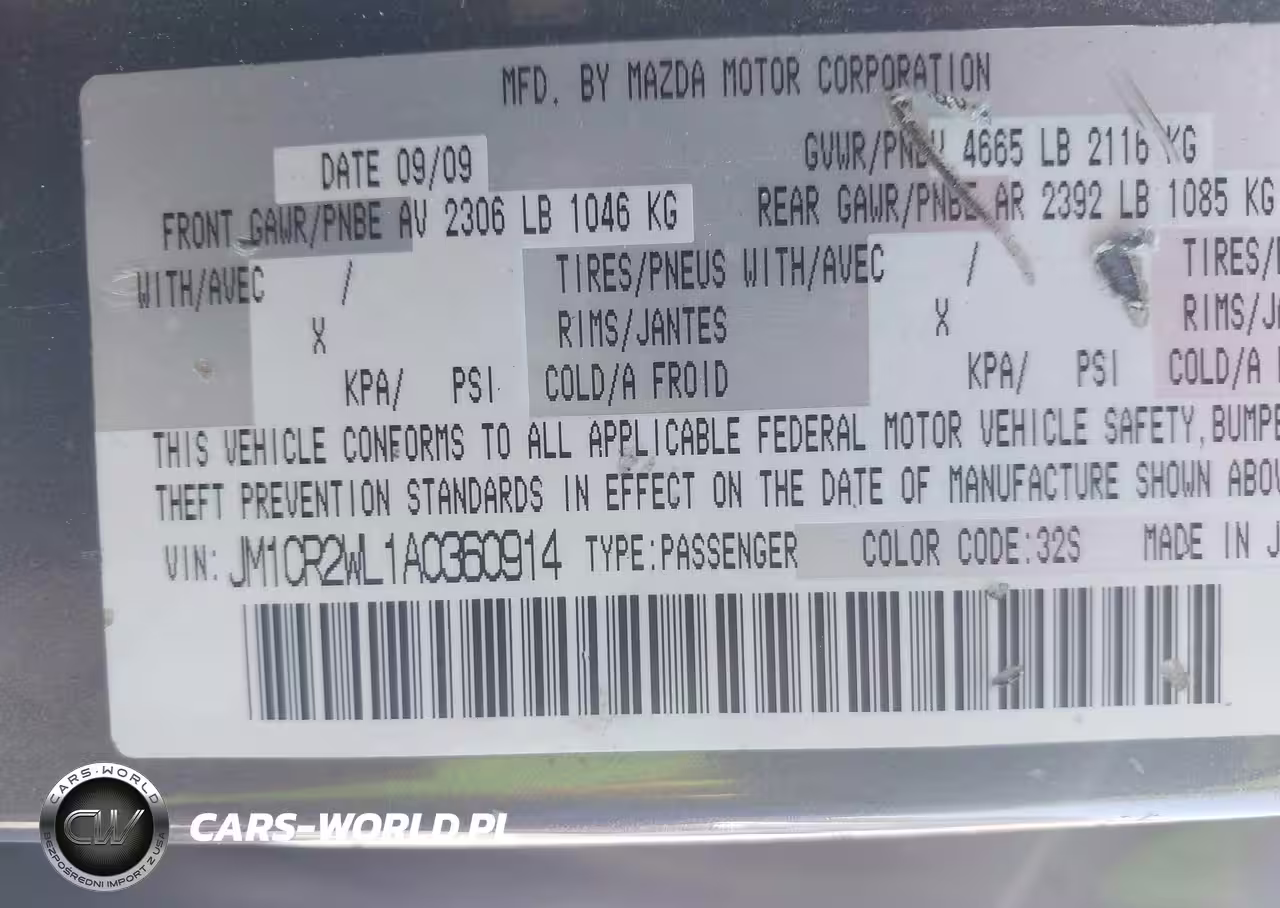 MFD. BY MAZDA MOTOR CORPORATION
DATE 09/09 GVWR/PNBV 4665 LB 2116 KG
FRONT GAWR/PNBE AV 2306 LB 1046 KG REAR GAWR/PNBE AR 2392 LB 1085 KG
WITH/AVEC / TIRES/PNEUS WITH/AVEC / TIRES/
X RIMS/JANTES X RIMS/J
KPA/ PSI COLD/A FROID KPA/ PSI COLD/A
THIS VEHICLE CONFORMS TO ALL APPLICABLE FEDERAL MOTOR VEHICLE SAFETY,BUMPE
THEFT PREVENTION STANDARDS IN EFFECT ON THE DATE OF MANUFACTURE SHOWN ABO
VIN: JM1CR2WL1A0360914 TYPE:PASSENGER COLOR CODE:32S MADE IN J
CARS-WORLD
CW
BEZPOŚREDNI IMPORT Z USA
CARS-WORLD.PL